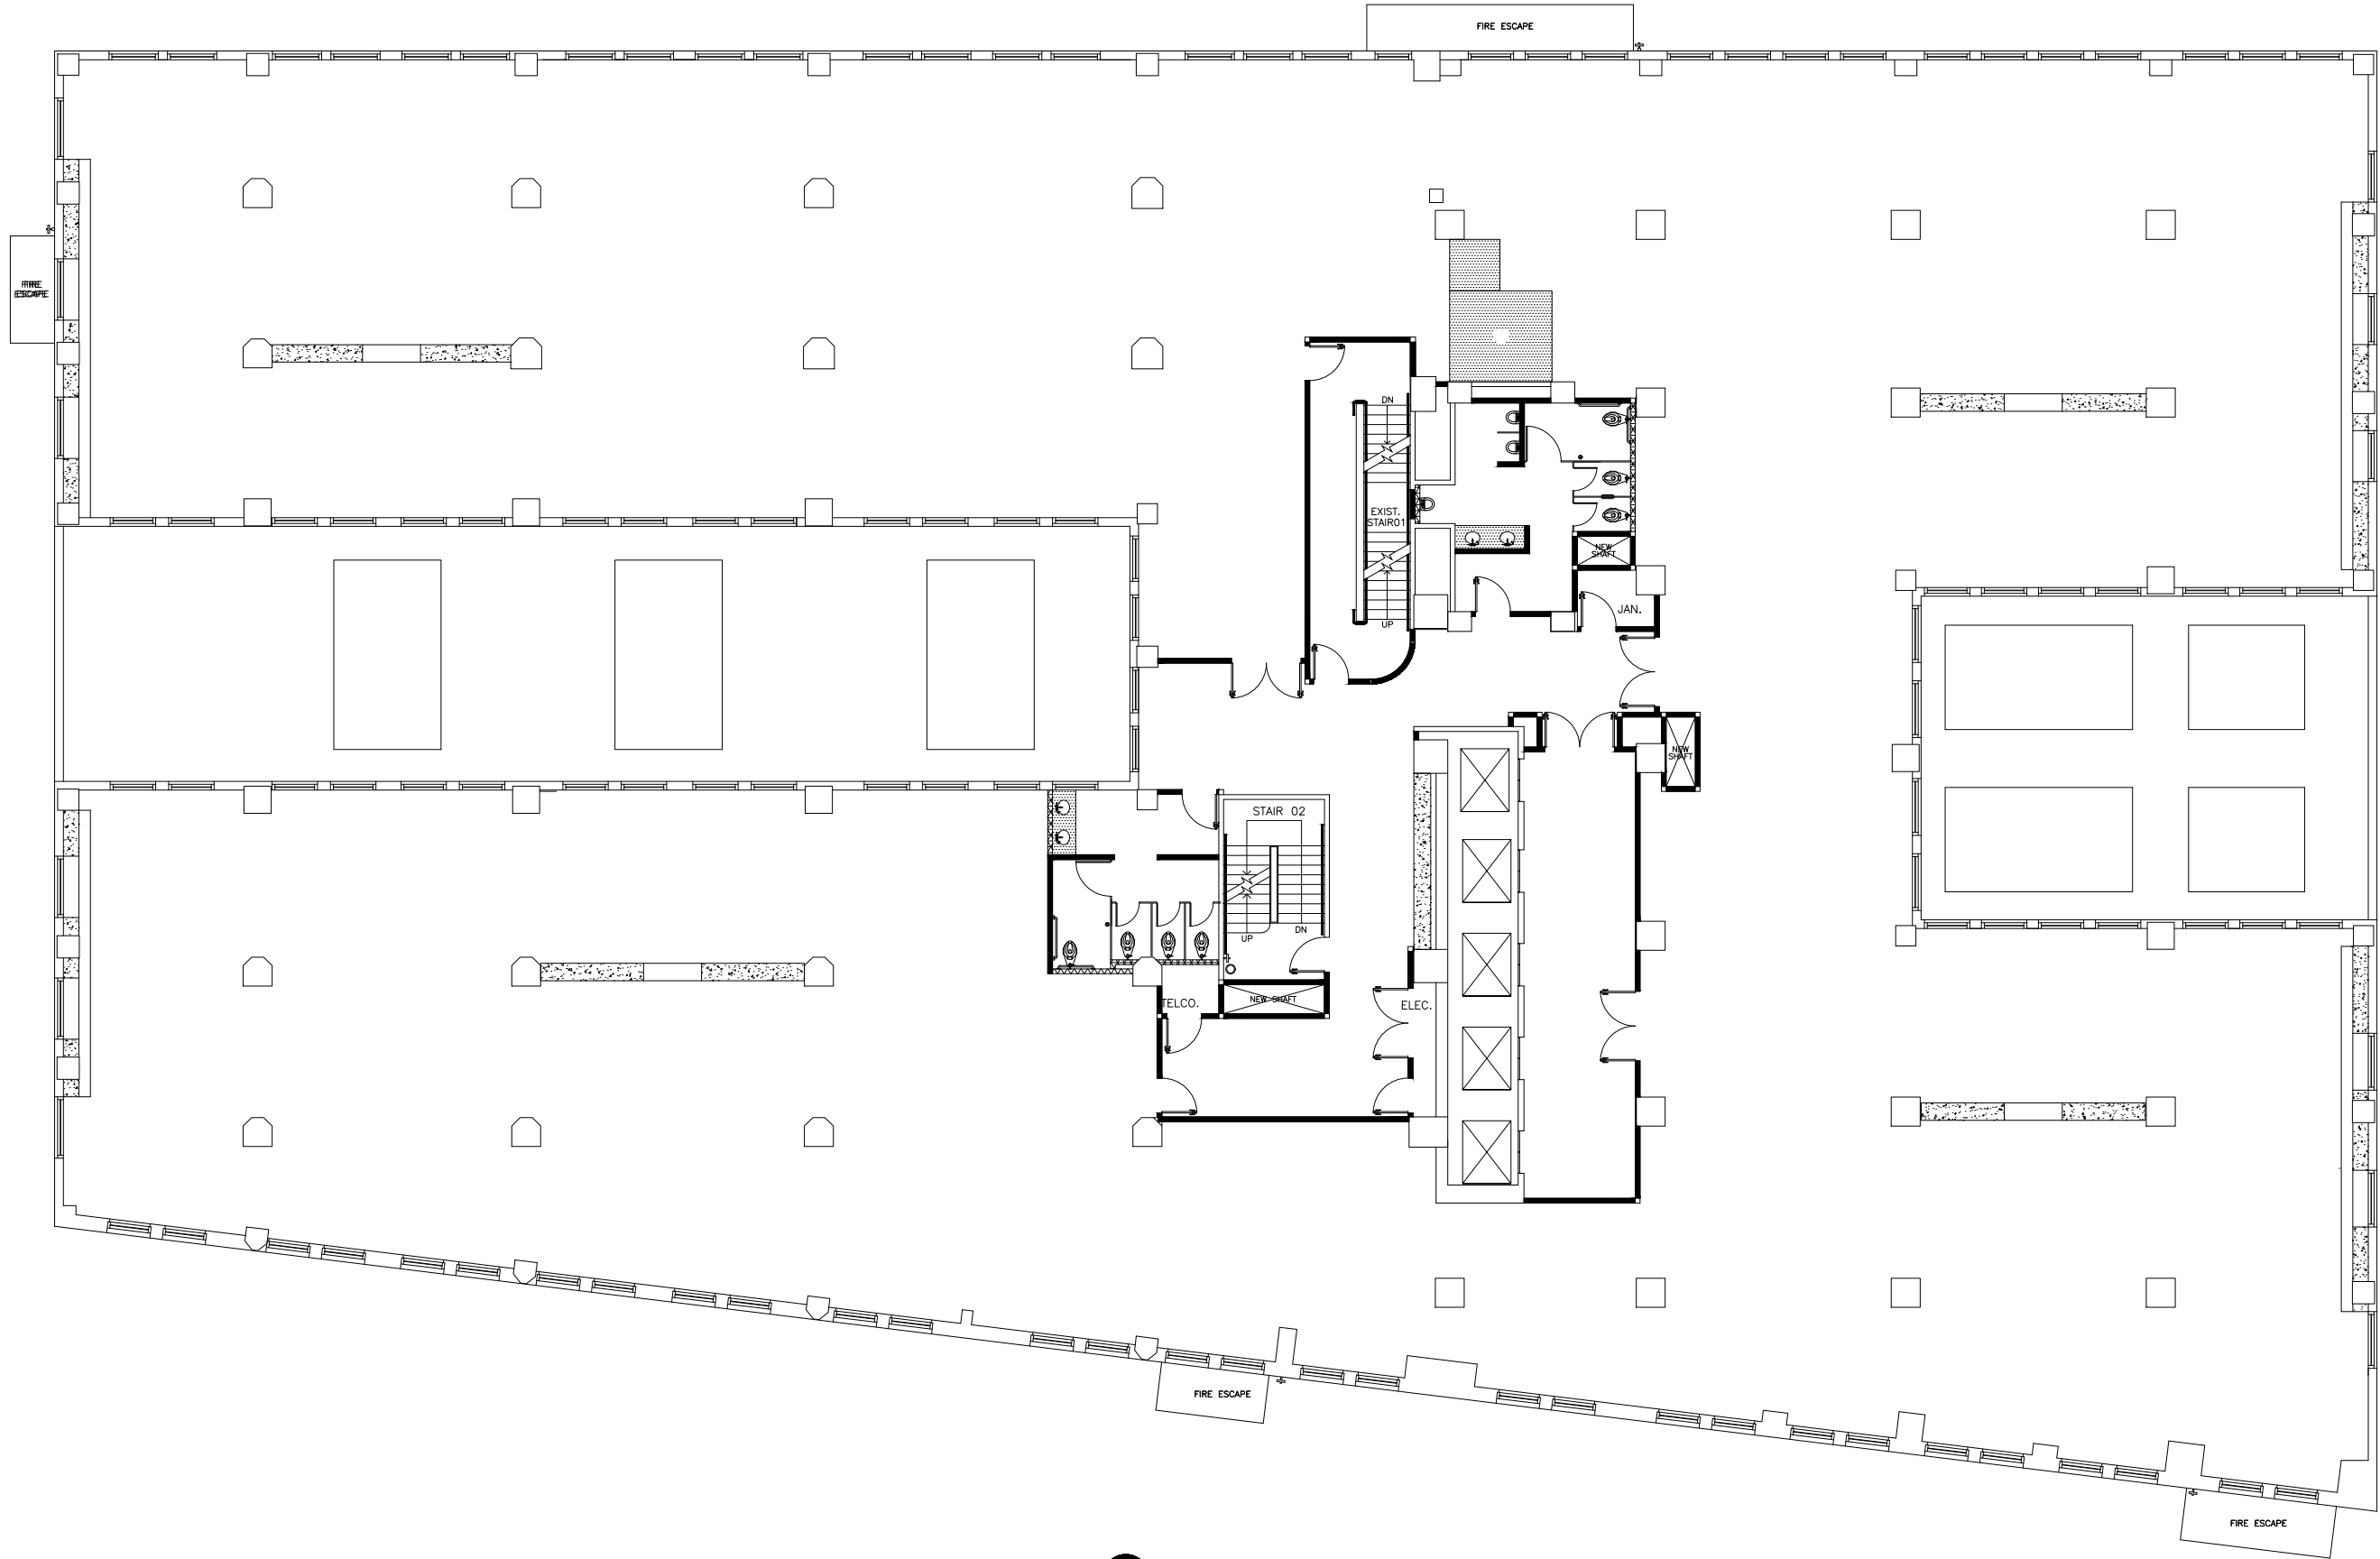 FIRE ESCAPE
FIRE
ESCAPE
DN
EXIST.
STAIR01
UP
NEW
SHAFT
JAN.
NEW
SHAFT
STAIR 02
UP
DN
TELCO.
NEW SHAFT
ELEC.
FIRE ESCAPE
FIRE ESCAPE